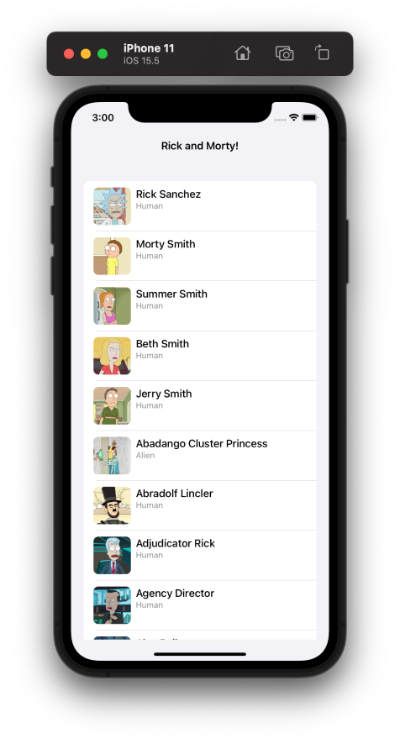 iPhone 11
iOS 15.5
3:00
Rick and Morty!
Rick Sanchez
Human
Morty Smith
Human
Summer Smith
Human
Beth Smith
Human
Jerry Smith
Human
Abadango Cluster Princess
Alien
Abradolf Lincler
Human
Adjudicator Rick
Human
Agency Director
Human